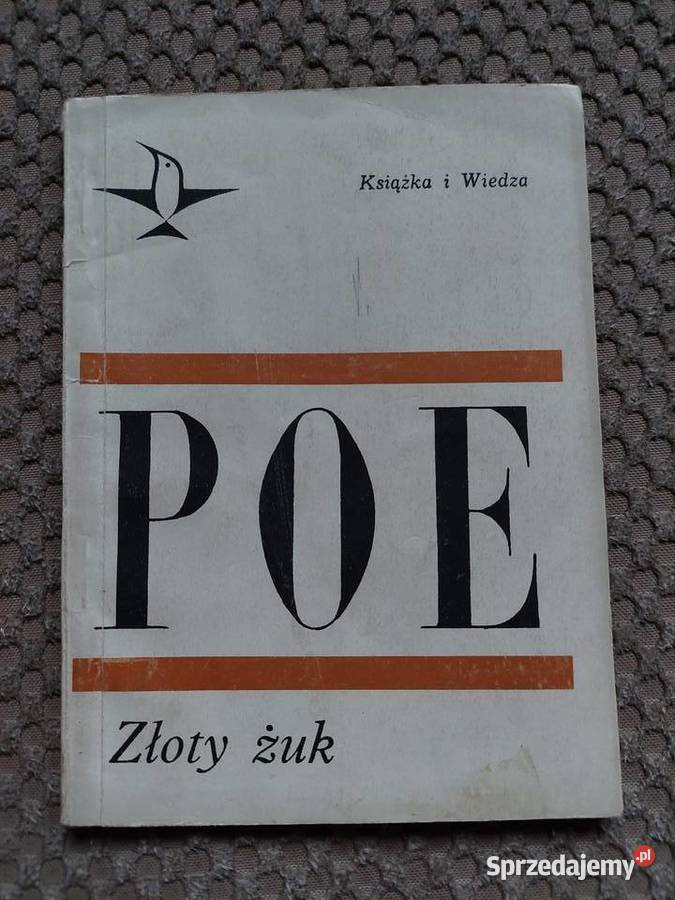 Książka i Wiedza
POE
Złoty żuk
Sprzedajemy.pl